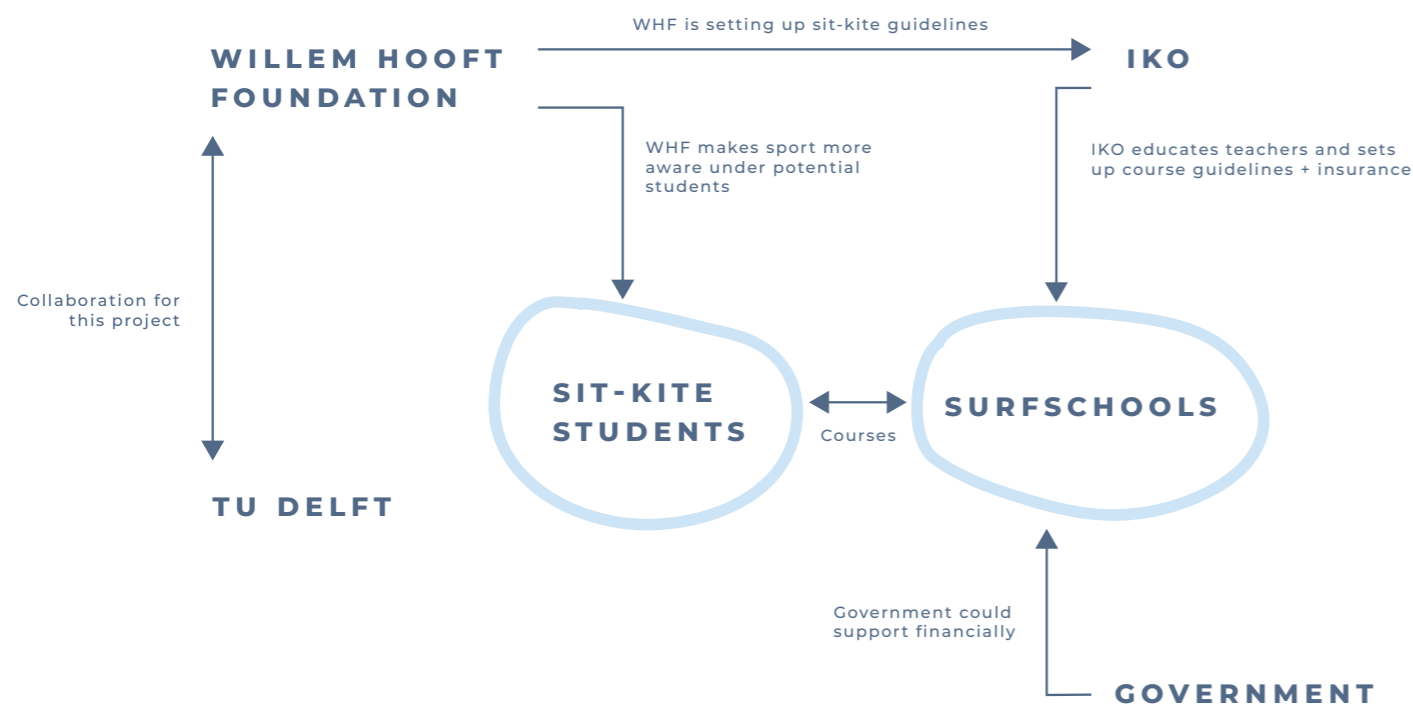 WHF is setting up sit-kite guidelines
WILLEM HOOFT
FOUNDATION
IKO
WHF makes sport more
aware under potential
students
IKO educates teachers and sets
up course guidelines + insurance
Collaboration for
this project
SIT-KITE
STUDENTS
Courses
SURFSCHOOLS
TU DELFT
Government could
support financially
GOVERNMENT